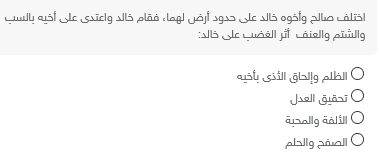 اختلف صالح وأخوه خالد على حدود أرض لهما، فقام خالد واعتدى على أخيه بالسب
والشتم والعنف أثر الغضب على خالد:
الظلم وإلحاق الأذى بأخيه
تحقيق العدل
الألفة والمحبة
الصفح والحلم